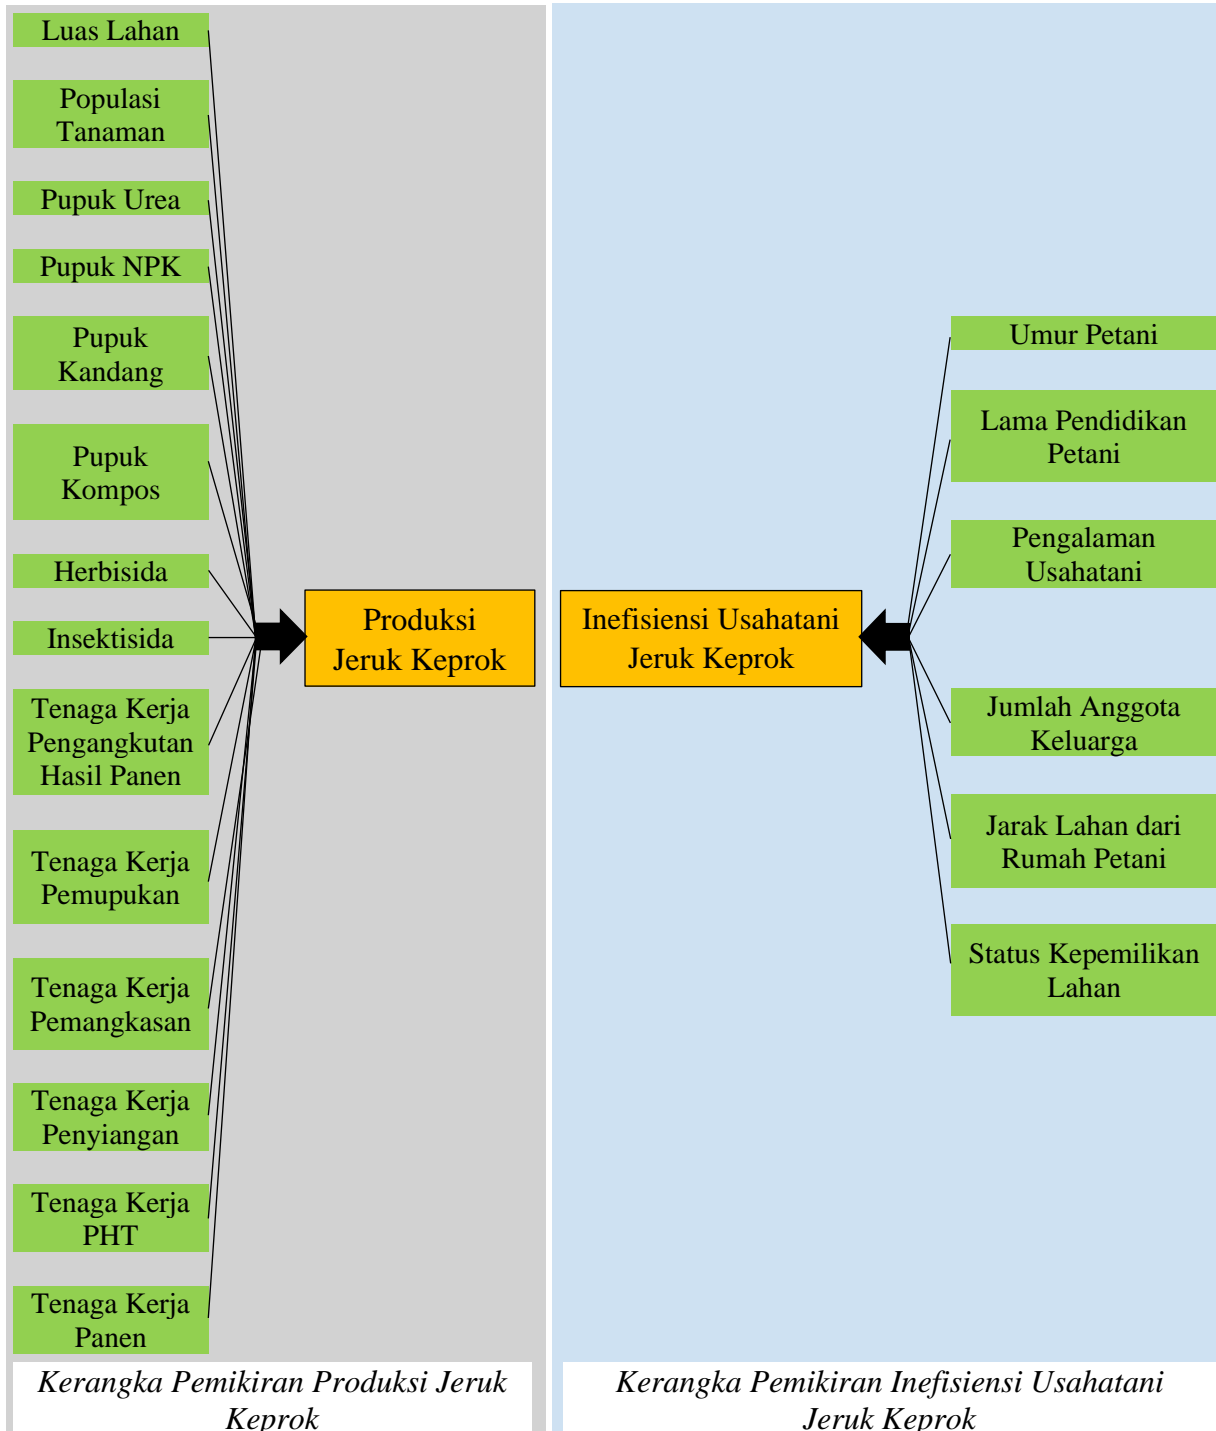 Luas Lahan
Populasi
Tanaman
Pupuk Urea
Pupuk NPK
Pupuk
Kandang
Pupuk
Kompos
Herbisida
Insektisida
Tenaga Kerja
Pengangkutan
Hasil Panen
Tenaga Kerja
Pemupukan
Tenaga Kerja
Pemangkasan
Tenaga Kerja
Penyiangan
Tenaga Kerja
PHT
Tenaga Kerja
Panen
Produksi
Jeruk Keprok
Kerangka Pemikiran Produksi Jeruk
Keprok
Inefisiensi Usahatani
Jeruk Keprok
Umur Petani
Lama Pendidikan
Petani
Pengalaman
Usahatani
Jumlah Anggota
Keluarga
Jarak Lahan dari
Rumah Petani
Status Kepemilikan
Lahan
Kerangka Pemikiran Inefisiensi Usahatani
Jeruk Keprok